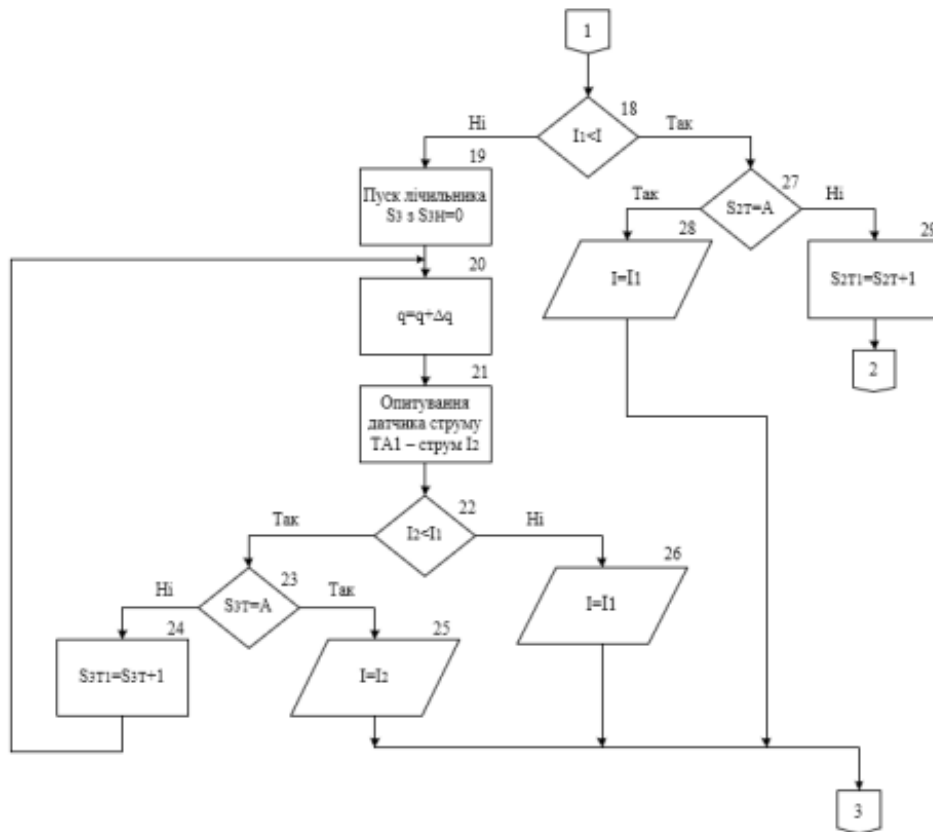 1
18
I₁<I
Ні
Так
19
Пуск лічильника
S₃ з S₃н=0
27
S₂т=A
Так
Ні
28
I=I1
29
S₂т₁=S₂т+1
2
20
q=q+Δq
21
Опитування
датчика струму
ТА1 – струм I₂
22
I₂<I₁
Так
Ні
23
S₃т=A
Ні
Так
24
S₃т₁=S₃т+1
25
I=I₂
26
I=I1
3